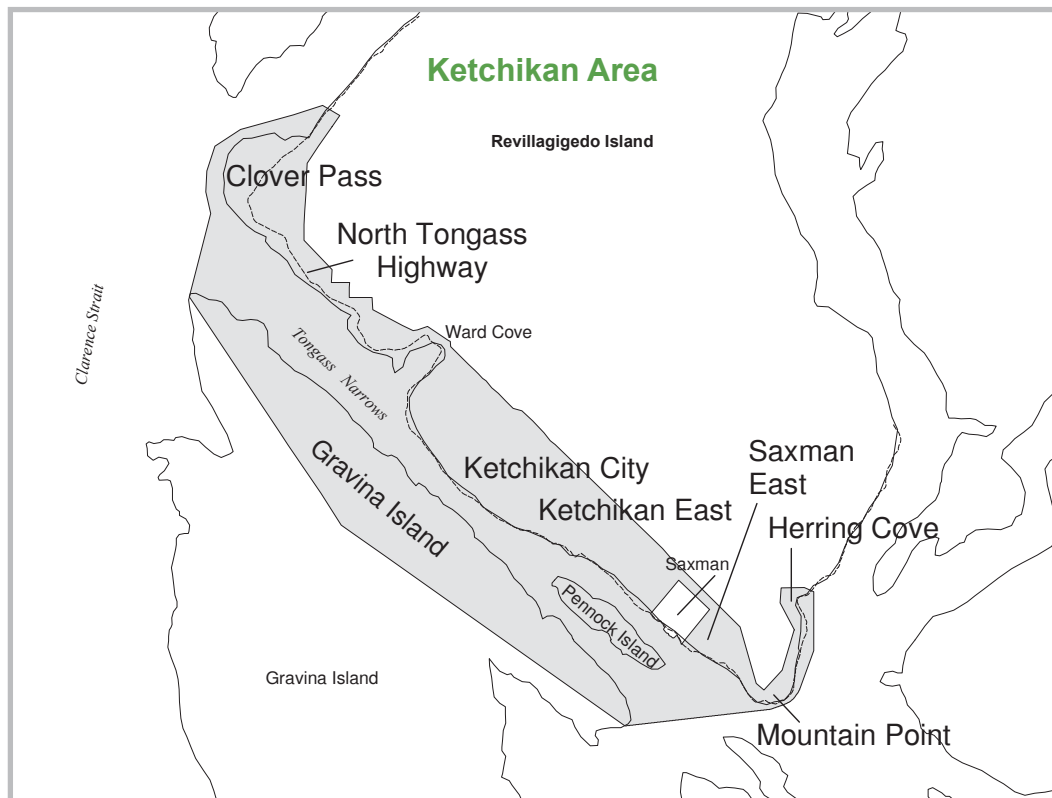 Ketchikan Area
Revillagigedo Island
Clover Pass
North Tongass
Highway
Clarence Strait
Ward Cove
Tongass Narrows
Gravina Island
Ketchikan City
Saxman
East
Ketchikan East
Herring Cove
Saxman
Pennock Island
Gravina Island
Mountain Point